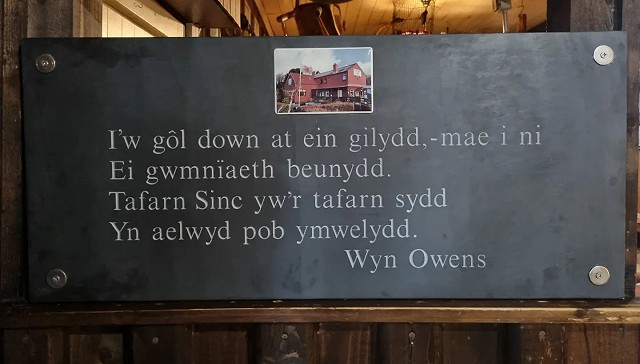 I'w gôl down at ein gilydd,-mae i ni
Ei gwmnïaeth beunydd.
Tafarn Sinc yw'r tafarn sydd
Yn aelwyd pob ymwelydd.
Wyn Owens